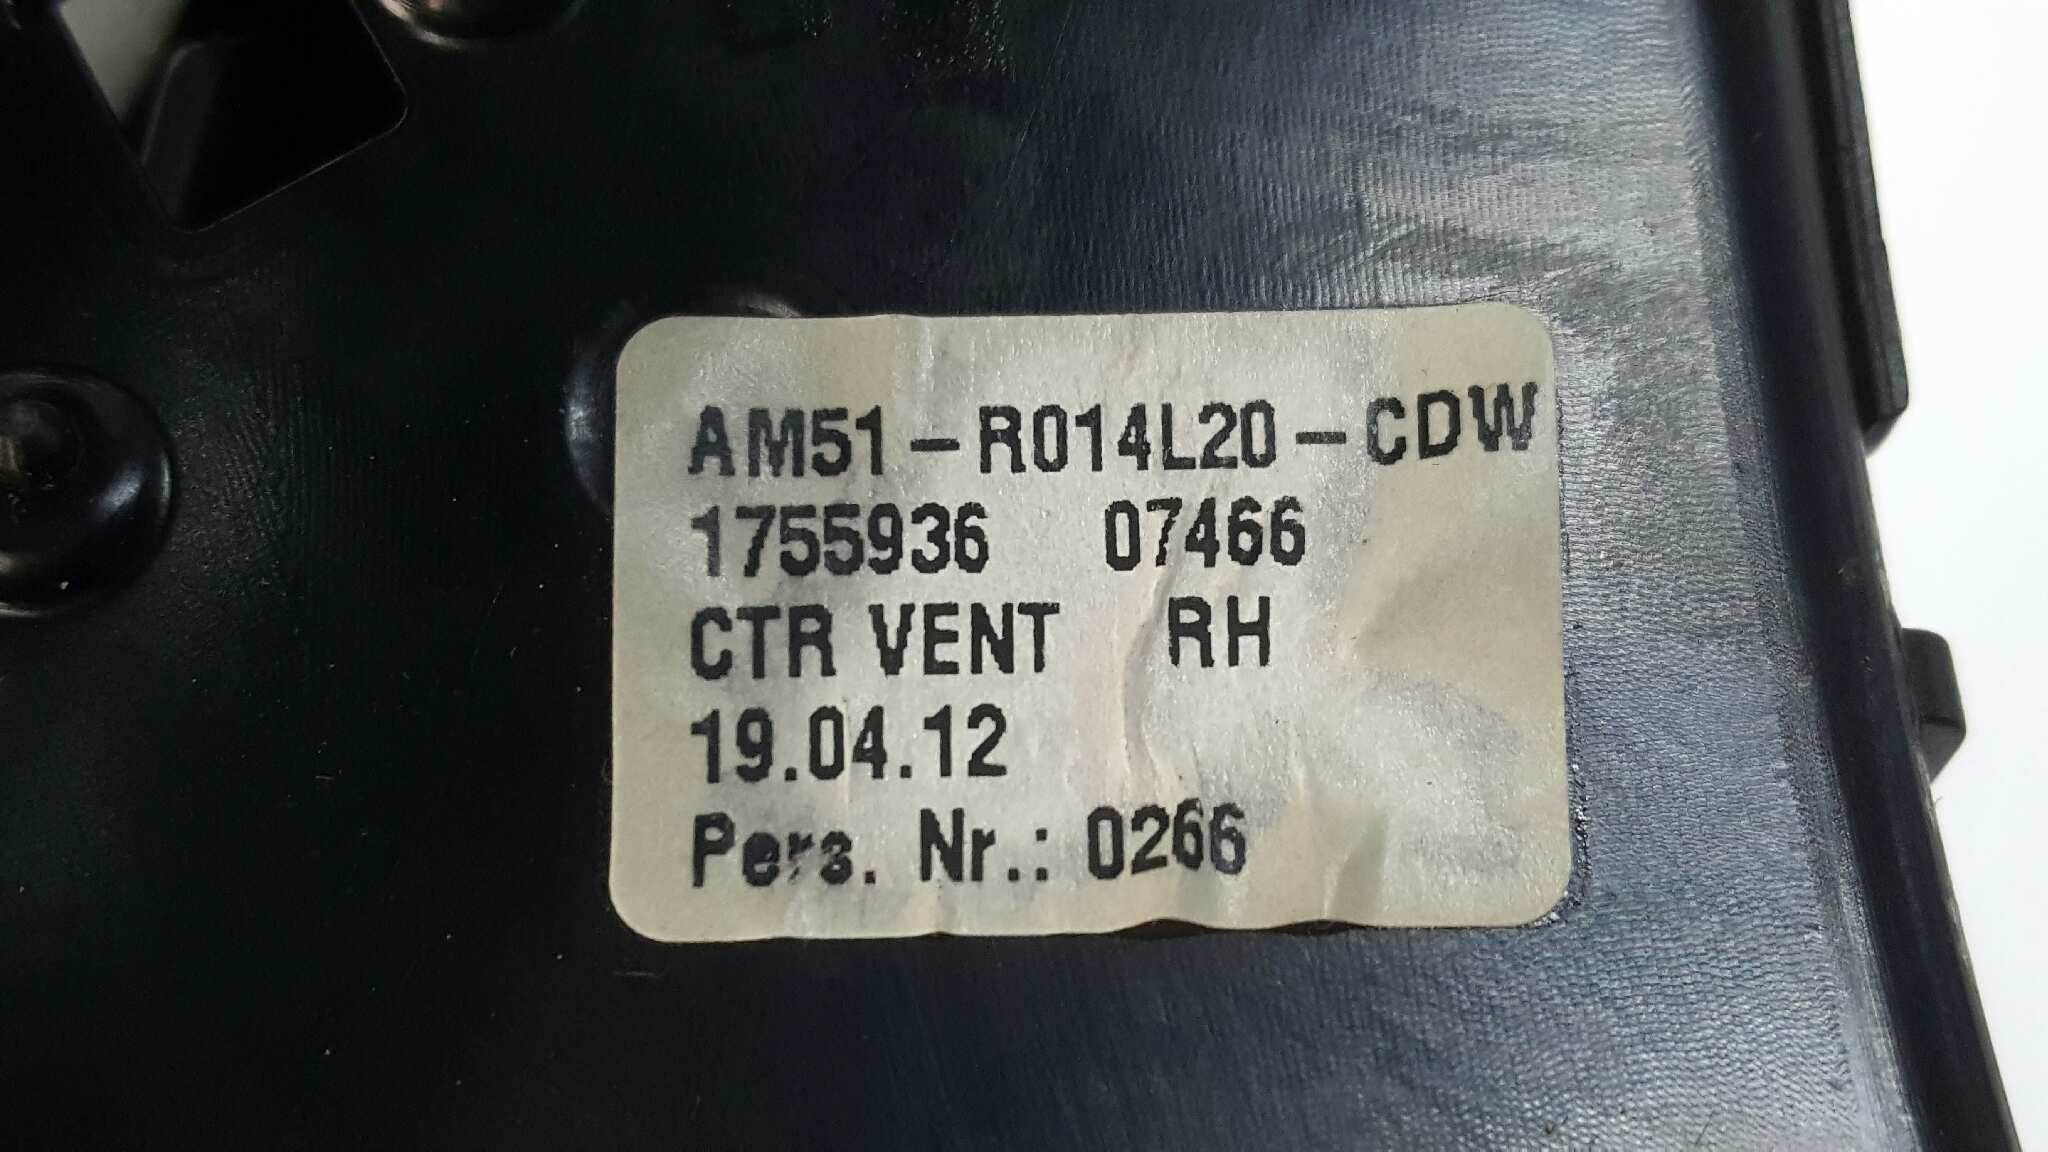 AM51-R014L20-CDW
1755936 07466
CTR VENT RH
19.04.12
Pers. Nr.: 0266